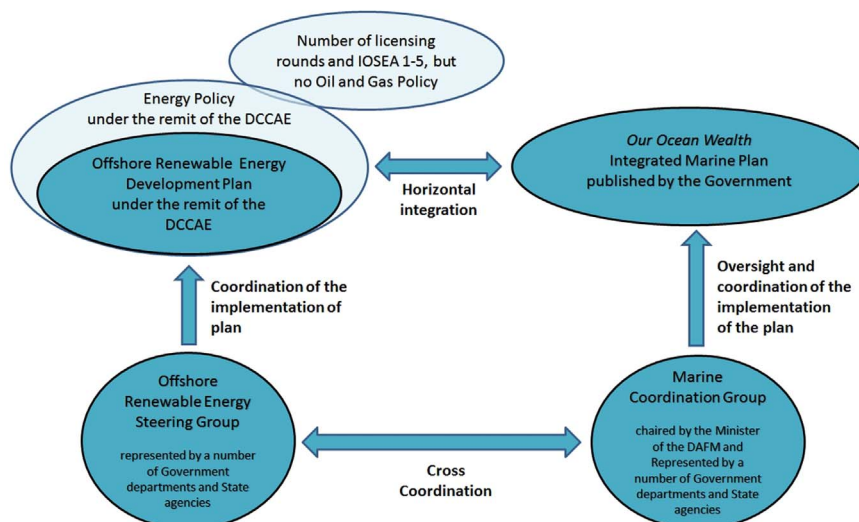 Number of licensing
rounds and IOSEA 1-5, but
no Oil and Gas Policy
Energy Policy
under the remit of the DCCAE
Offshore Renewable Energy
Development Plan
under the remit of the
DCCAE
Horizontal
integration
Our Ocean Wealth
Integrated Marine Plan
published by the Government
Coordination of the
implementation of
plan
Oversight and
coordination of the
implementation
of the plan
Offshore
Renewable Energy
Steering Group
represented by a number
of Government
departments and State
agencies
Cross
Coordination
Marine
Coordination Group
chaired by the Minister
of the DAFM and
Represented by a
number of Government
departments and State
agencies